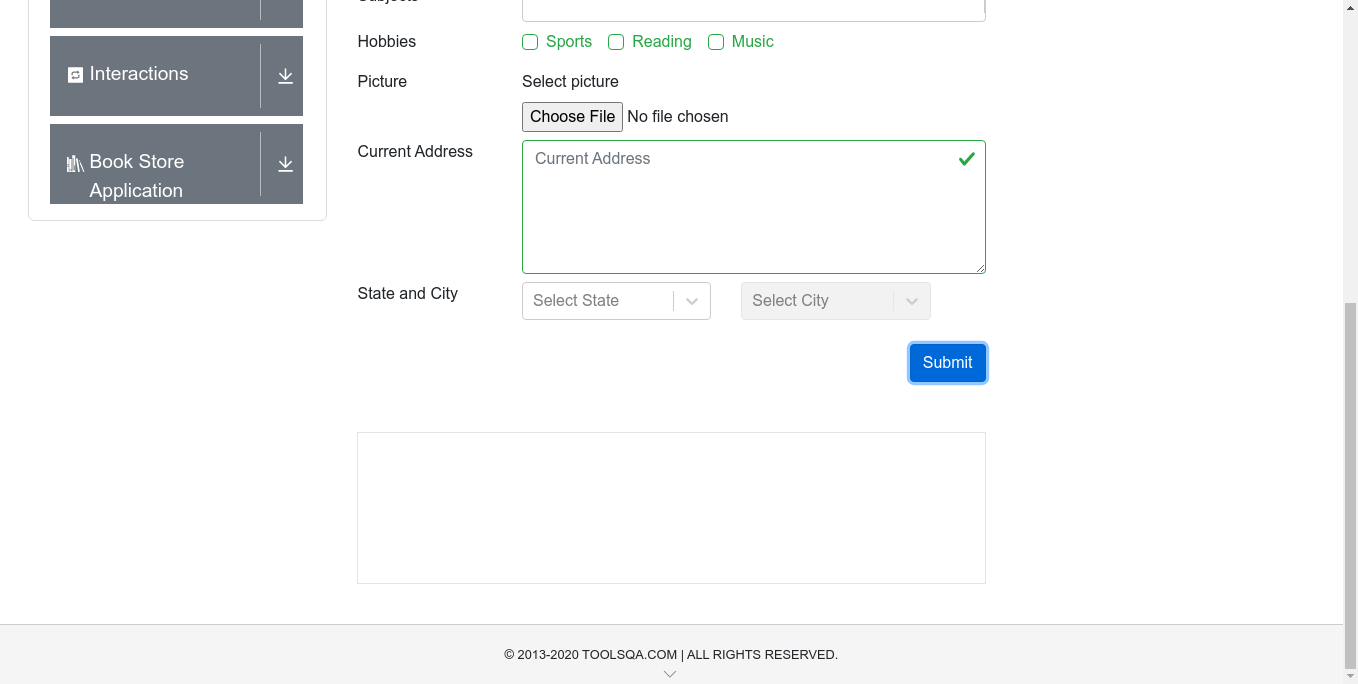 Subjects
Hobbies
Sports
Reading
Music
Interactions
Picture
Select picture
Choose File No file chosen
Current Address
Current Address
Book Store
Application
State and City
Select State
Select City
Submit
© 2013-2020 TOOLSQA.COM | ALL RIGHTS RESERVED.